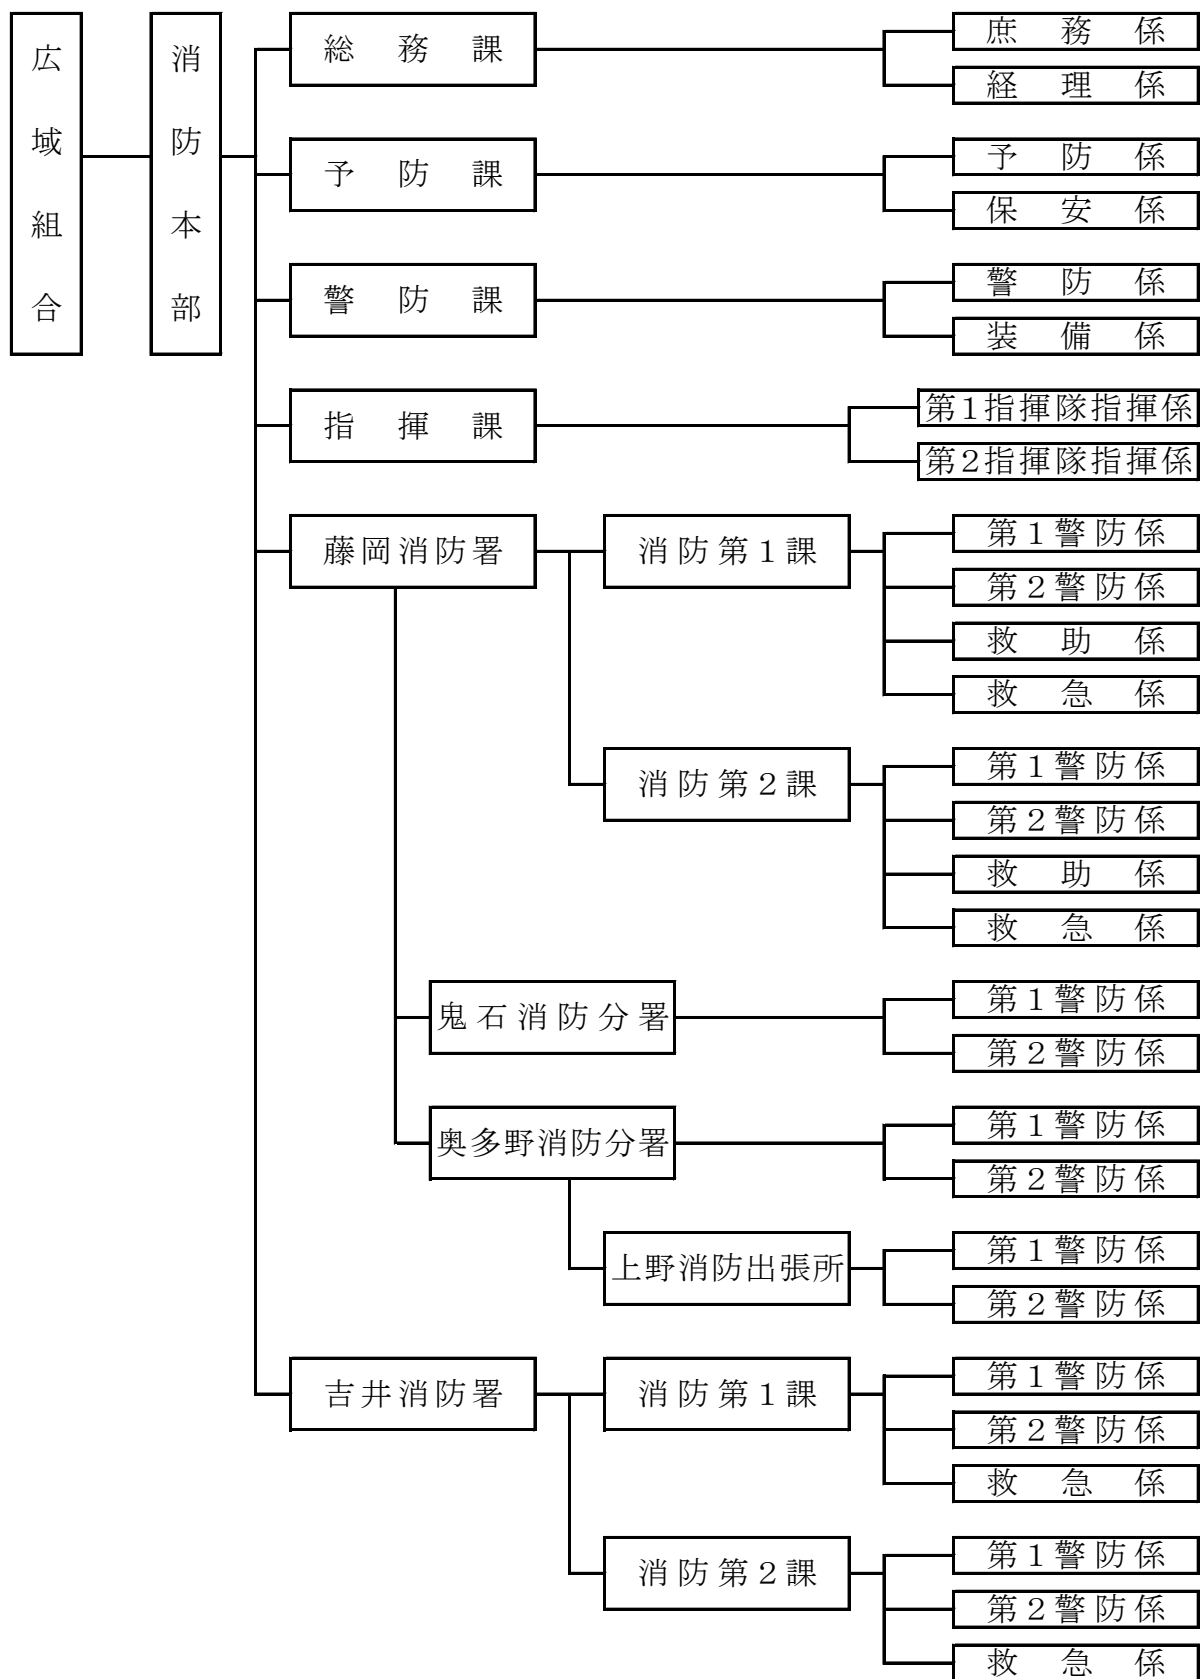 広域組合
消防本部
総務課
庶務係
経理係
予防課
予防係
保安係
警防課
警防係
装備係
指揮課
第1指揮隊指揮係
第2指揮隊指揮係
藤岡消防署
消防第1課
第1警防係
第2警防係
救助係
救急係
消防第2課
第1警防係
第2警防係
救助係
救急係
鬼石消防分署
第1警防係
第2警防係
奥多野消防分署
第1警防係
第2警防係
上野消防出張所
第1警防係
第2警防係
吉井消防署
消防第1課
第1警防係
第2警防係
救急係
消防第2課
第1警防係
第2警防係
救急係